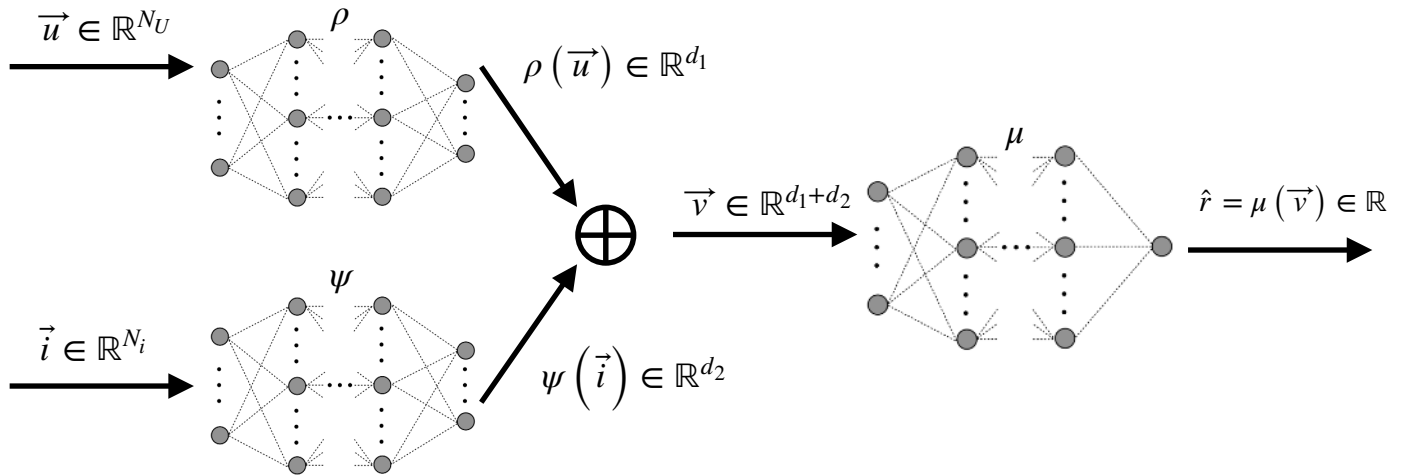 u⃗ ∈ ℝ^{N_U}
ρ
ρ (u⃗) ∈ ℝ^{d_1}
μ
v⃗ ∈ ℝ^{d_1+d_2}
r̂ = μ (v⃗) ∈ ℝ
ψ
i⃗ ∈ ℝ^{N_i}
ψ (i⃗) ∈ ℝ^{d_2}